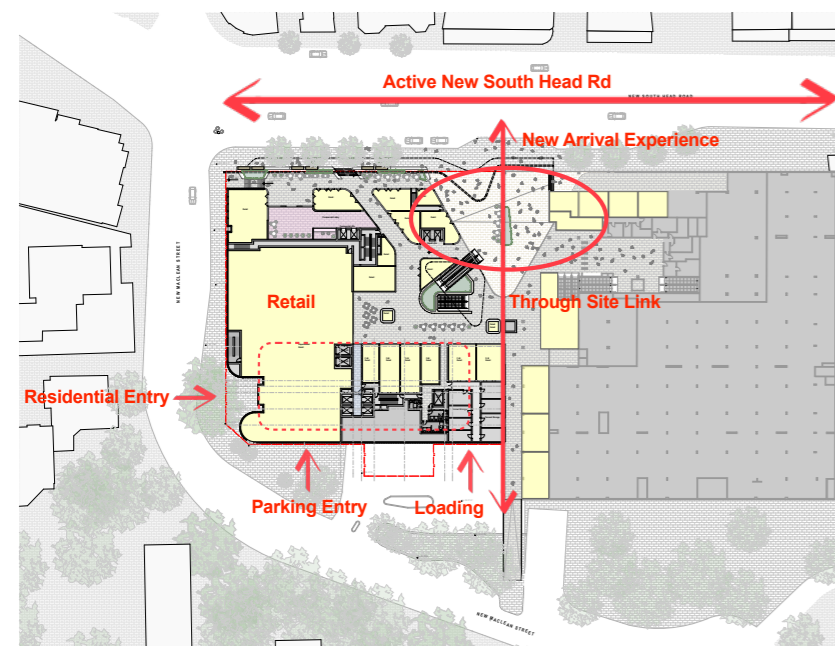 Active New South Head Rd
NEW SOUTH HEAD ROAD
New Arrival Experience
NEW MACLEAN STREET
Retail
Through Site Link
Residential Entry
Parking Entry
Loading
NEW MACLEAN STREET